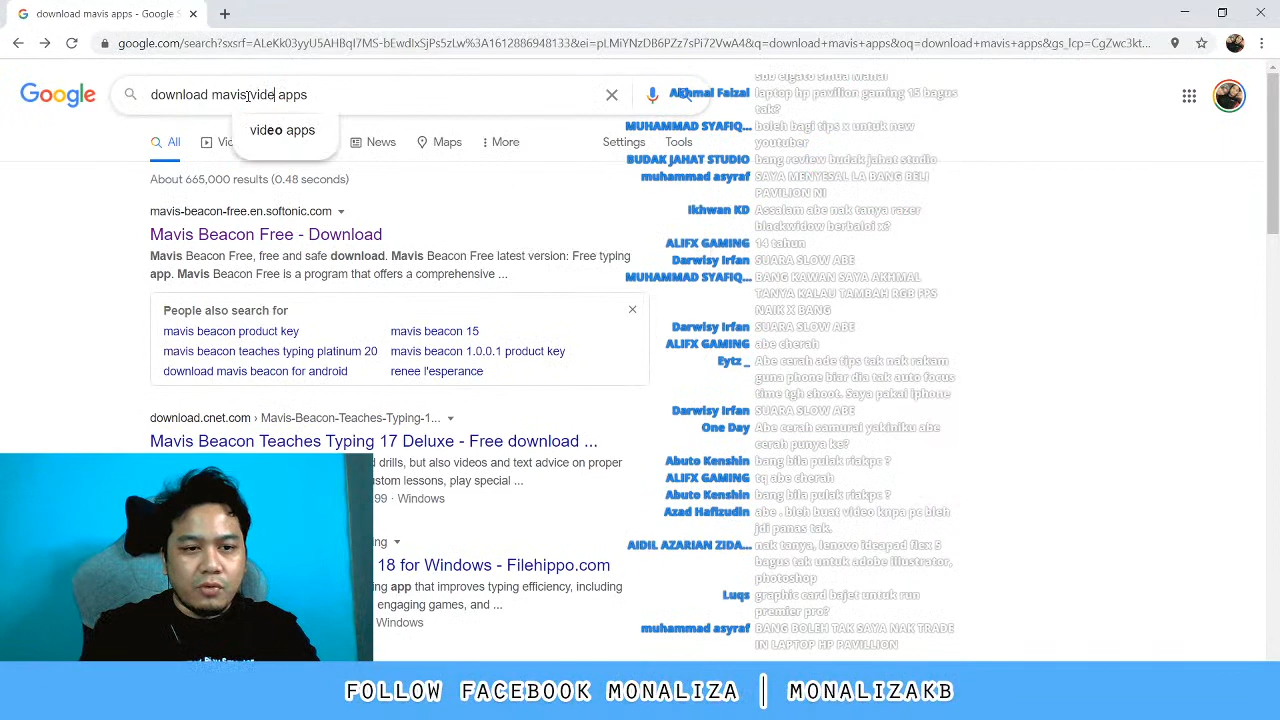 download mavis apps - Google S
google.com/search?sxsrf=ALeKk03yyU5AHBqI7MS-BEwdIxSjPs5zLw%3A1612886948133&ei=pLMiYNzDB6PZz7sPi72VwA4&q=download+mavis+apps&oq=download+mavis+apps&gs_lcp=CgZwc3kt...
Google
download mavis vide apps
video apps
All
Vid
News
Maps
More
Settings
Tools
About 665,000 results (0.48 seconds)
mavis-beacon-free.en.softonic.com
Mavis Beacon Free - Download
Mavis Beacon Free, free and safe download. Mavis Beacon Free latest version: Free typing
app. Mavis Beacon Free is a program that offers a comprehensive ...
People also search for
mavis beacon product key
mavis beacon 15
mavis beacon teaches typing platinum 20
mavis beacon 1.0.0.1 product key
download mavis beacon for android
renee l'esperance
download.cnet.com › Mavis-Beacon-Teaches-Typing-1...
Mavis Beacon Teaches Typing 17 Deluxe - Free download ...
d drills, but also videos and text advice on proper
ustom lessons, play special ...
99 · Windows
ng
18 for Windows - Filehippo.com
ing app that improves typing efficiency, including
engaging games, and ...
Windows
sbb cigato smua Mahal
Akhmal Faizal laptop hp pavilion gaming 15 bagus
tak?
MUHAMMAD SYAFIQ... boleh bagi tips x untuk new
youtuber
BUDAK JAHAT STUDIO bang review budak jahat studio
muhammad asyraf SAYA MENYESAL LA BANG BELI
PAVILION NI
Ikhwan KD Assalam abe nak tanya razer
blackwidow berbaloi x?
ALIFX GAMING 14 tahun
Darwisy Irfan SUARA SLOW ABE
MUHAMMAD SYAFIQ... BANG KAWAN SAYA AKHMAL
TANYA KALAU TAMBAH RGB FPS
NAIK X BANG
Darwisy Irfan SUARA SLOW ABE
ALIFX GAMING abe cherah
Eytz _ Abe cerah ade tips tak nak rakam
guna phone biar dia tak auto focus
time tgh shoot. Saya pakai iphone
Darwisy Irfan SUARA SLOW ABE
One Day Abe cerah samurai yakiniku abe
cerah punya ke?
Abuto Kenshin bang bila pulak riakpc ?
ALIFX GAMING tq abe cherah
Abuto Kenshin bang bila pulak riakpc ?
Azad Hafizudin abe . bleh buat video knpa pc bleh
jdi panas tak.
AIDIL AZARIAN ZIDA... nak tanya, lenovo ideapad flex 5
bagus tak untuk adobe illustrator,
photoshop
Luqs graphic card bajet untuk run
premier pro?
muhammad asyraf BANG BOLEH TAK SAYA NAK TRADE
IN LAPTOP HP PAVILLION
FOLLOW FACEBOOK MONALIZA | MONALIZAKB